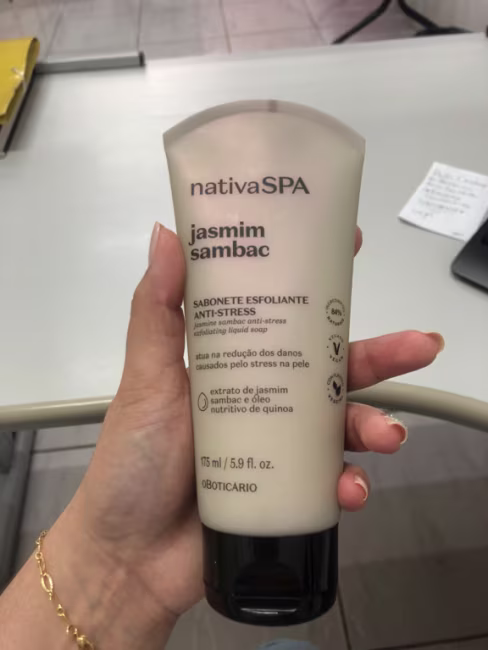 nativaSPA
jasmim
sambac
SABONETE ESFOLIANTE
ANTI-STRESS
jasmine sambac anti-stress
exfoliating liquid soap
atua na redução dos danos
causados pelo stress na pele
extrato de jasmim
sambac e óleo
nutritivo de quinoa
175 ml / 5.9 fl. oz.
oBOTICÁRIO
84%